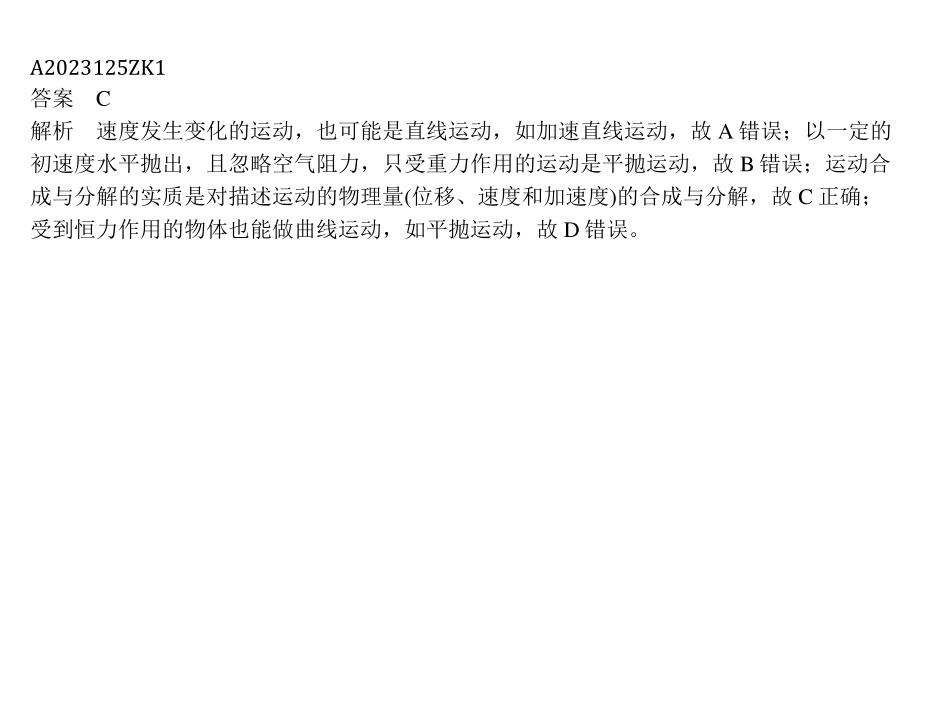 A2023125ZK1
答案　C
解析　速度发生变化的运动，也可能是直线运动，如加速直线运动，故 A 错误；以一定的
初速度水平抛出，且忽略空气阻力，只受重力作用的运动是平抛运动，故 B 错误；运动合
成与分解的实质是对描述运动的物理量(位移、速度和加速度)的合成与分解，故 C 正确；
受到恒力作用的物体也能做曲线运动，如平抛运动，故 D 错误。